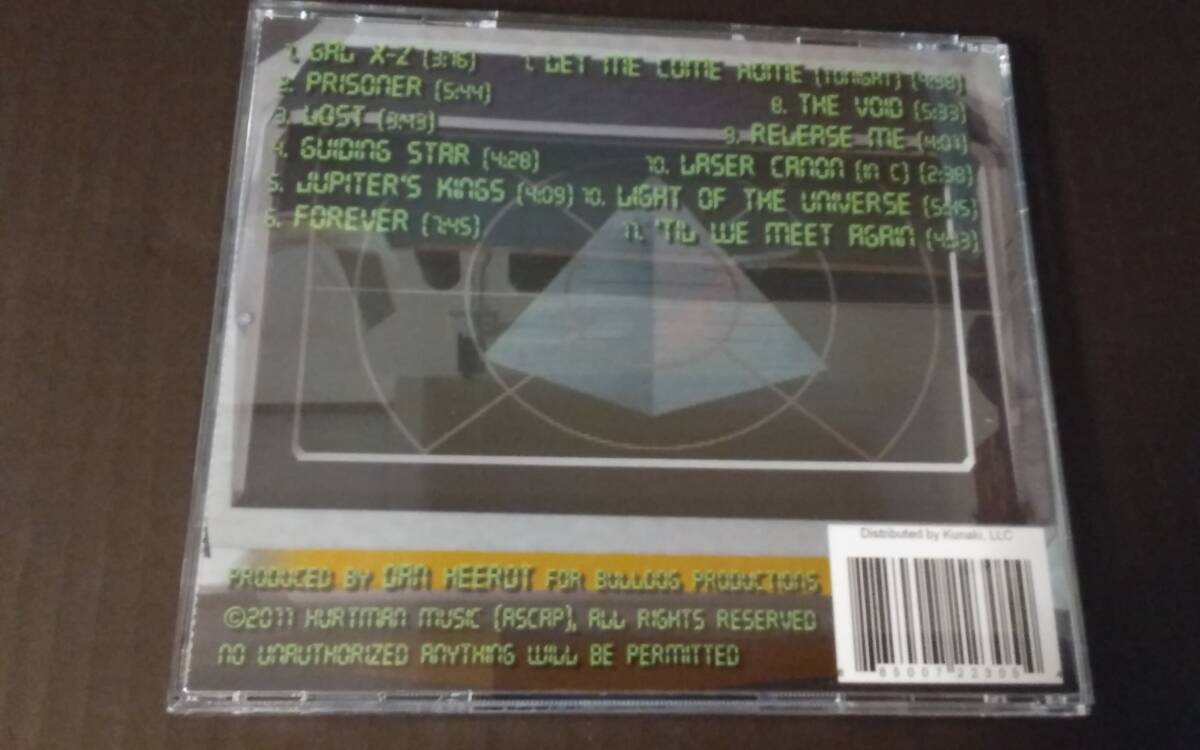 1. GAL X-Z (3:16)
2. PRISONER (5:44)
3. LOST (3:43)
4. GUIDING STAR (4:28)
5. JUPITER'S KINGS (4:09)
6. FOREVER (7:45)
7. LET ME COME HOME (TONIGHT) (4:38)
8. THE VOID (5:33)
9. RELEASE ME (4:07)
10. LASER CANON (IN C) (2:38)
10. LIGHT OF THE UNIVERSE (5:45)
11. 'TIL WE MEET AGAIN (4:33)
PRODUCED BY DAN HEERDT FOR BULLDOG PRODUCTIONS
©2011 HURTMAN MUSIC (ASCAP), ALL RIGHTS RESERVED
NO UNAUTHORIZED ANYTHING WILL BE PERMITTED
Distributed by Kunaki, LLC
85007 22305